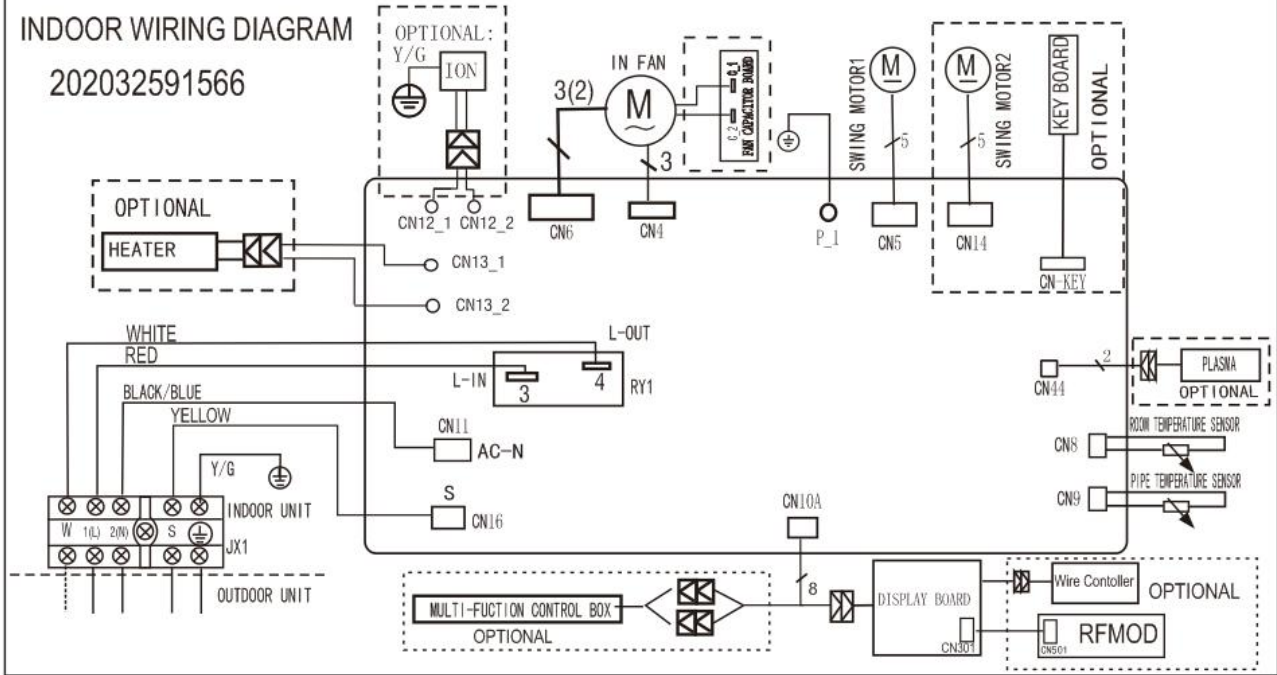 INDOOR WIRING DIAGRAM
202032591566
OPTIONAL:
Y/G
ION
IN FAN
3(2)
M
3
C_1
C_2
FAN CAPACITOR BOARD
SWING MOTOR1
M
5
M
5
SWING MOTOR2
KEY BOARD
OPTIONAL
CN12_1
CN12_2
CN6
CN4
P_1
CN5
CN14
CN-KEY
OPTIONAL
HEATER
CN13_1
CN13_2
WHITE
L-OUT
RED
L-IN
3
4
RY1
BLACK/BLUE
YELLOW
CN11
AC-N
Y/G
S
CN16
INDOOR UNIT
W
1(L)
2(N)
S
JX1
OUTDOOR UNIT
CN44
2
PLASMA
OPTIONAL
ROOM TEMPERATURE SENSOR
CN8
PIPE TEMPERATURE SENSOR
CN9
CN10A
8
MULTI-FUCTION CONTROL BOX
OPTIONAL
DISPLAY BOARD
CN301
Wire Contoller
OPTIONAL
CN501
RFMOD